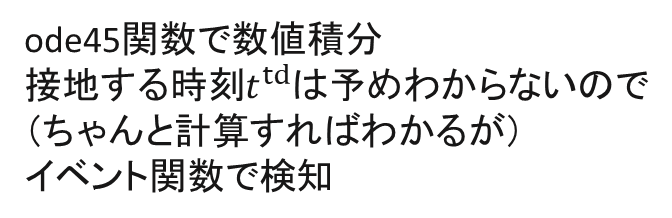 ode45関数で数値積分
接地する時刻t^tdは予めわからないので
（ちゃんと計算すればわかるが）
イベント関数で検知